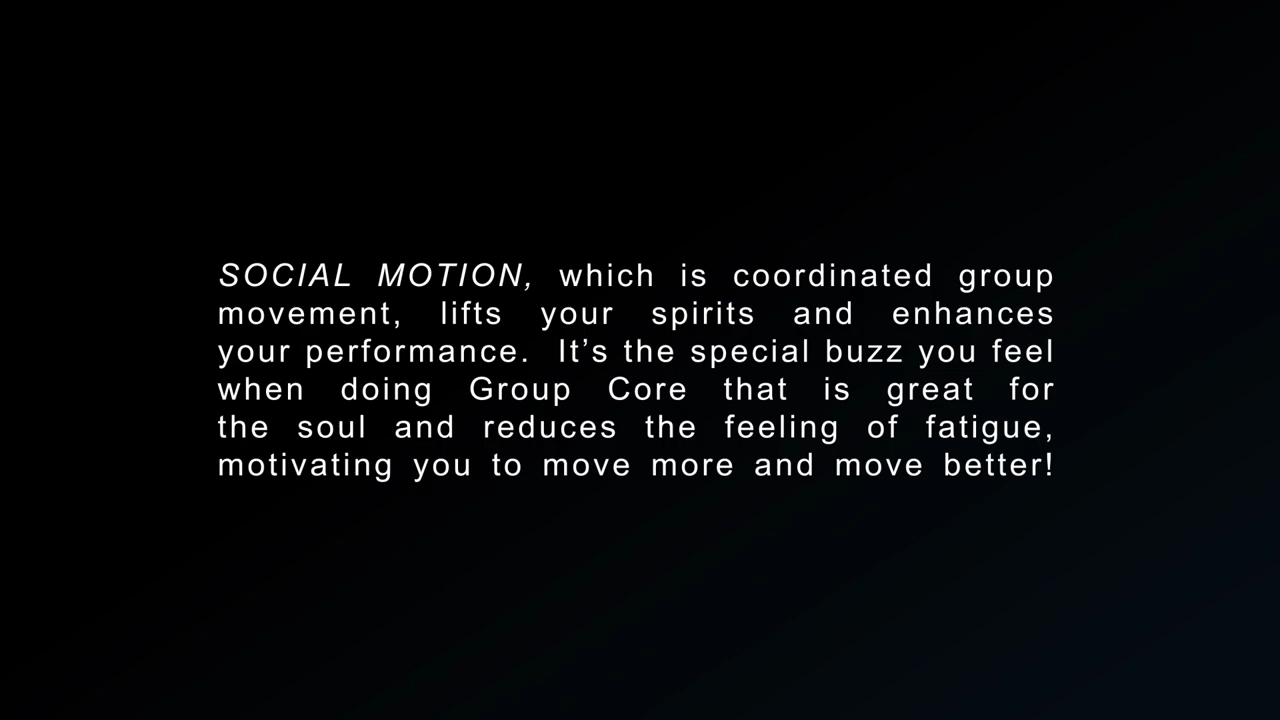 SOCIAL MOTION, which is coordinated group
movement, lifts your spirits and enhances
your performance.  It’s the special buzz you feel
when doing Group Core that is great for
the soul and reduces the feeling of fatigue,
motivating you to move more and move better!